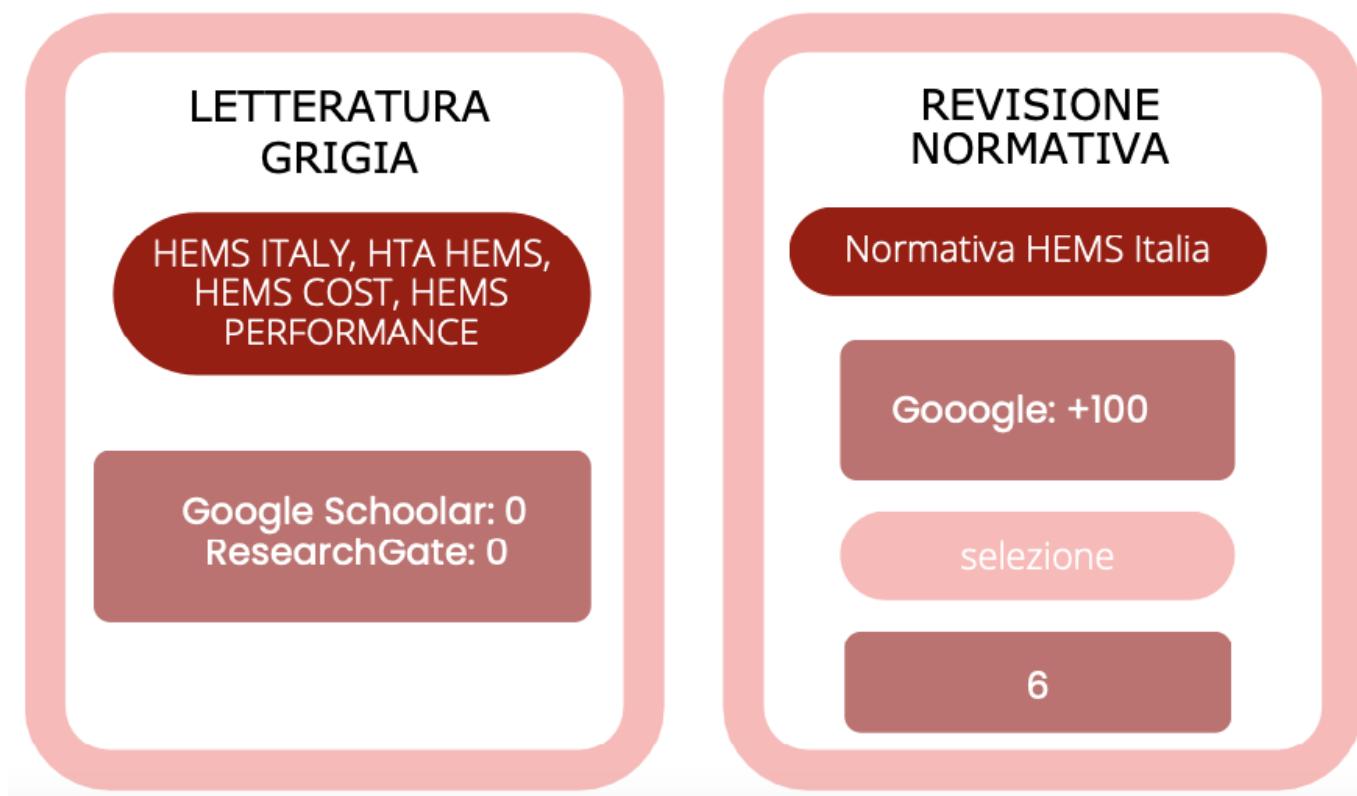 LETTERATURA
GRIGIA
HEMS ITALY, HTA HEMS,
HEMS COST, HEMS
PERFORMANCE
Google Schoolar: 0
ResearchGate: 0
REVISIONE
NORMATIVA
Normativa HEMS Italia
Gooogle: +100
selezione
6